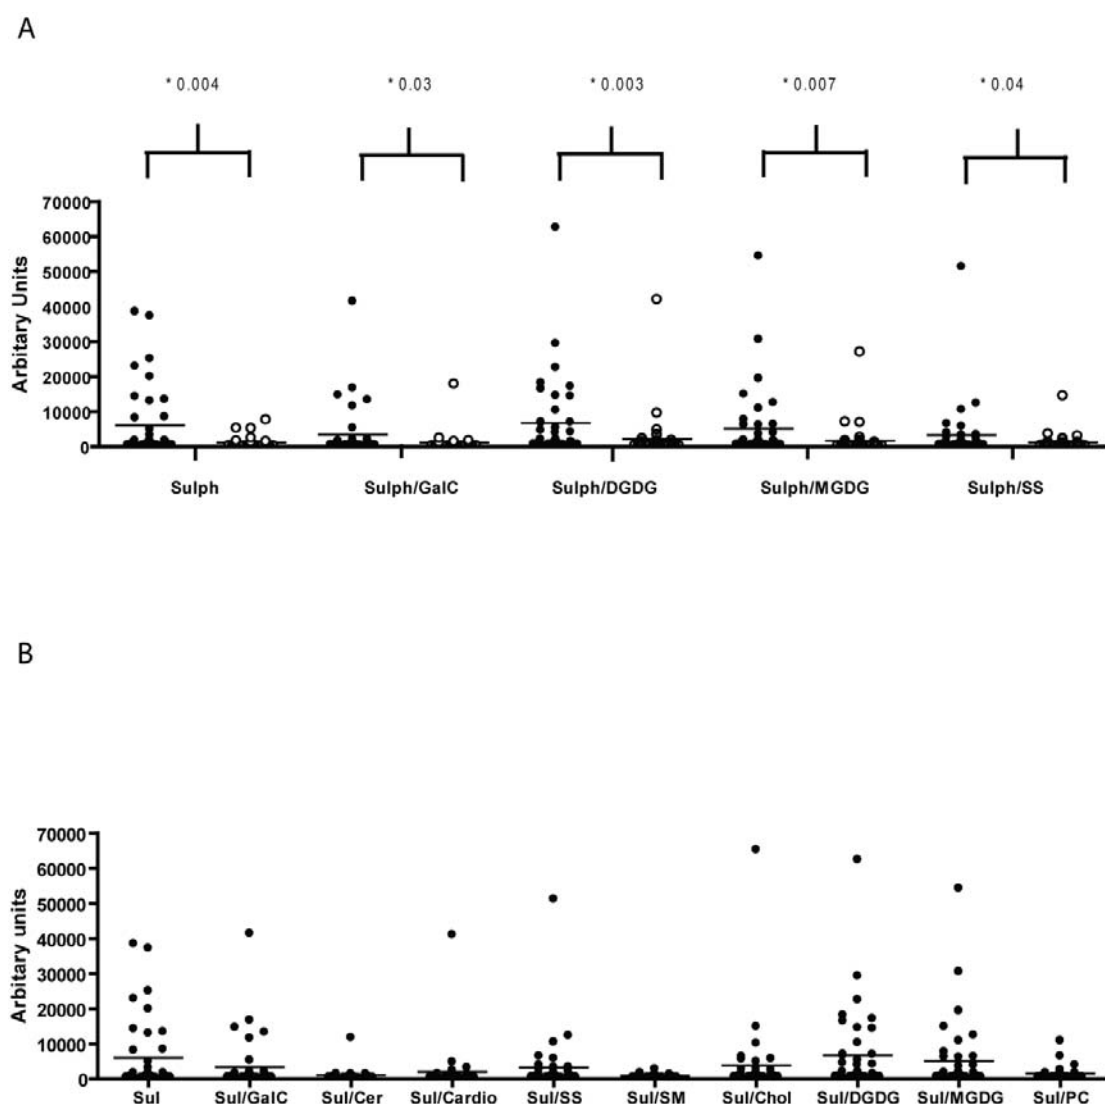 A
* 0.004 * 0.03 * 0.003 * 0.007 * 0.04
70000
60000
50000
40000
30000
20000
10000
0
Arbitary Units
Sulph Sulph/GalC Sulph/DGDG Sulph/MGDG Sulph/SS
B
70000
60000
50000
40000
30000
20000
10000
0
Arbitary units
Sul Sul/GalC Sul/Cer Sul/Cardio Sul/SS Sul/SM Sul/Chol Sul/DGDG Sul/MGDG Sul/PC